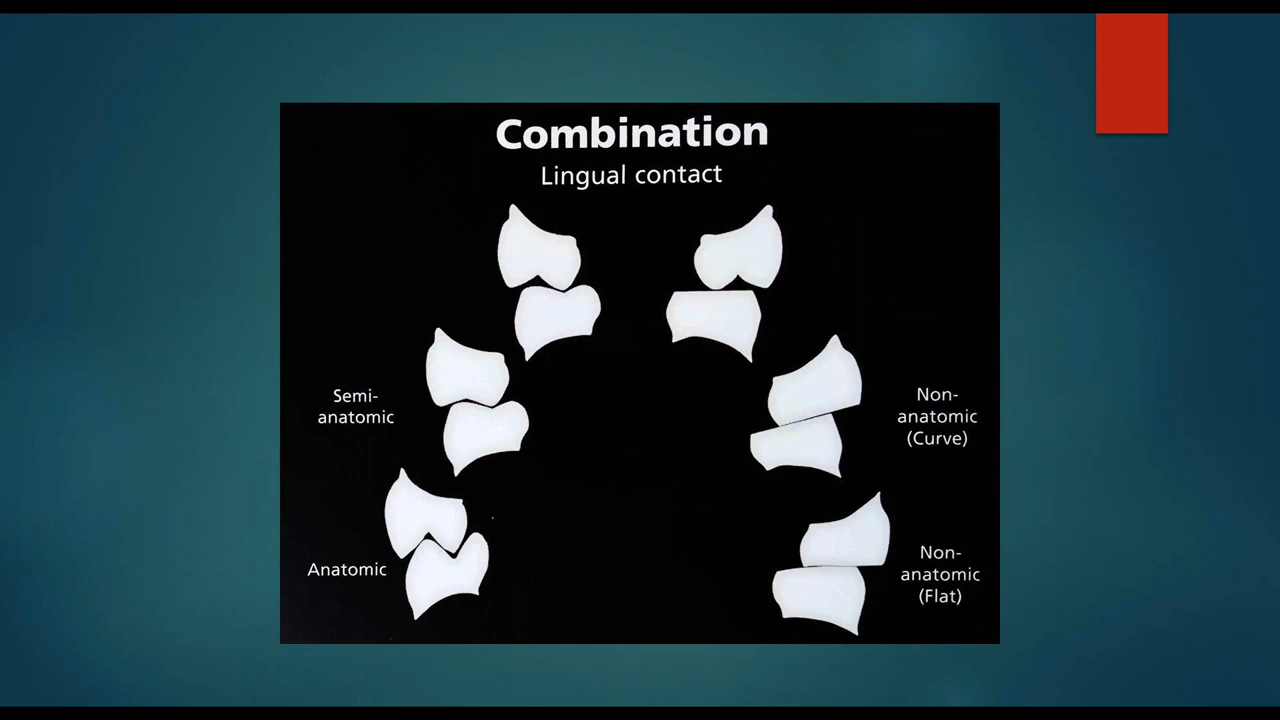 Combination
Lingual contact
Semi-
anatomic
Non-
anatomic
(Curve)
Anatomic
Non-
anatomic
(Flat)